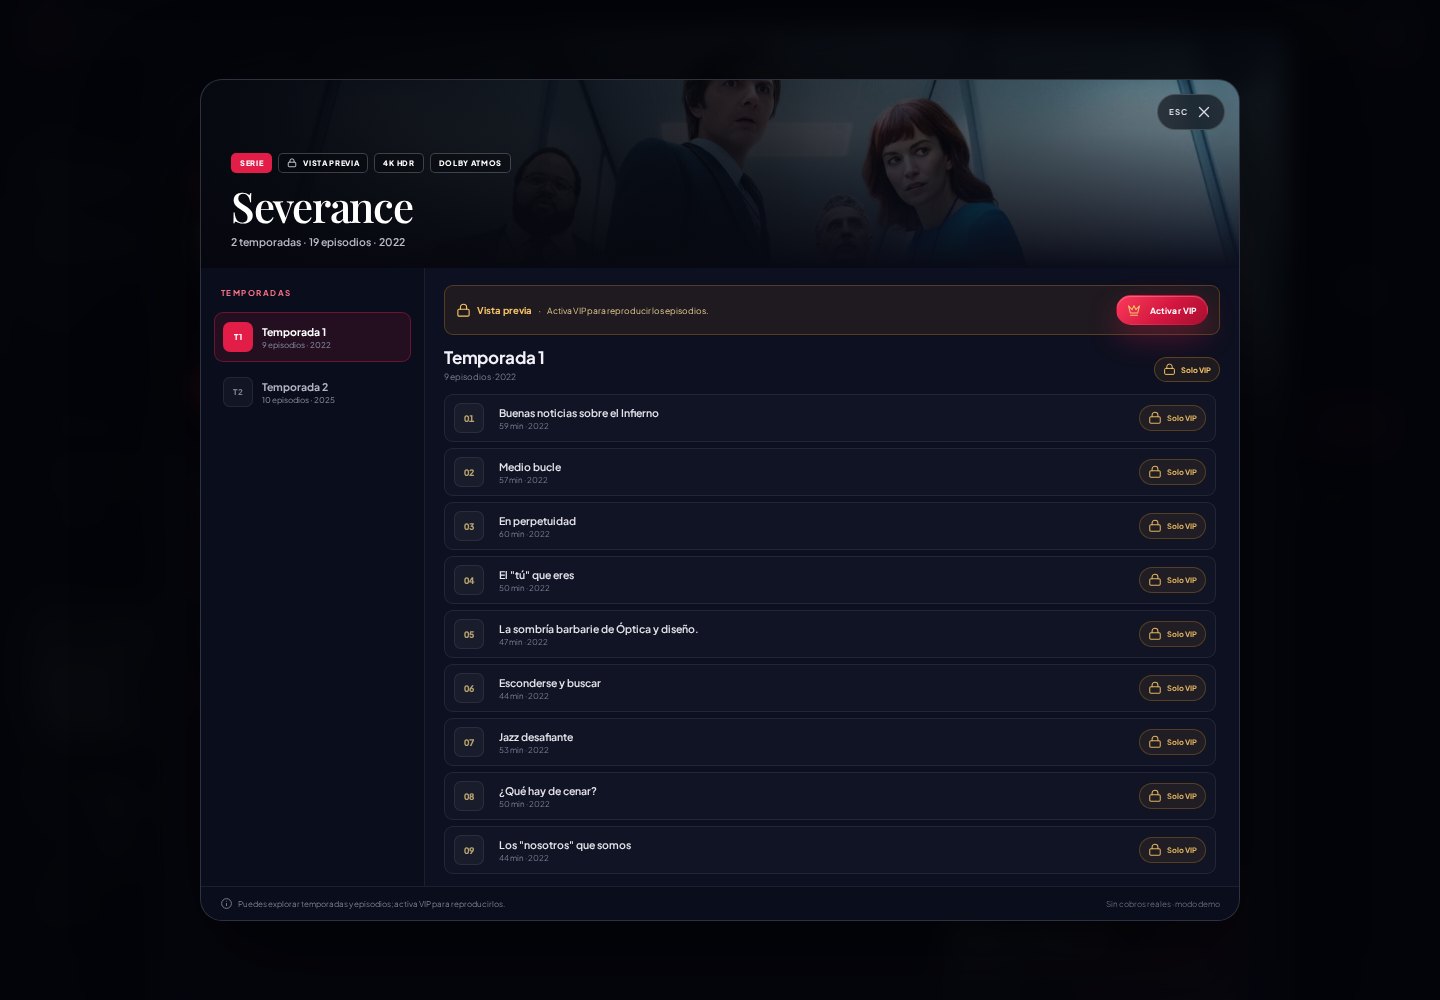 ESC
SERIE
VISTA PREVIA
4K HDR
DOLBY ATMOS
Severance
2 temporadas · 19 episodios · 2022
TEMPORADAS
T1
Temporada 1
9 episodios · 2022
T2
Temporada 2
10 episodios · 2025
Vista previa · Activa VIP para reproducir los episodios.
Activar VIP
Temporada 1
9 episodios · 2022
Solo VIP
01
Buenas noticias sobre el Infierno
59 min · 2022
Solo VIP
02
Medio bucle
57 min · 2022
Solo VIP
03
En perpetuidad
60 min · 2022
Solo VIP
04
El "tú" que eres
50 min · 2022
Solo VIP
05
La sombría barbarie de Óptica y diseño.
47 min · 2022
Solo VIP
06
Esconderse y buscar
44 min · 2022
Solo VIP
07
Jazz desafiante
53 min · 2022
Solo VIP
08
¿Qué hay de cenar?
50 min · 2022
Solo VIP
09
Los "nosotros" que somos
44 min · 2022
Solo VIP
Puedes explorar temporadas y episodios; activa VIP para reproducirlos.
Sin cobros reales · modo demo